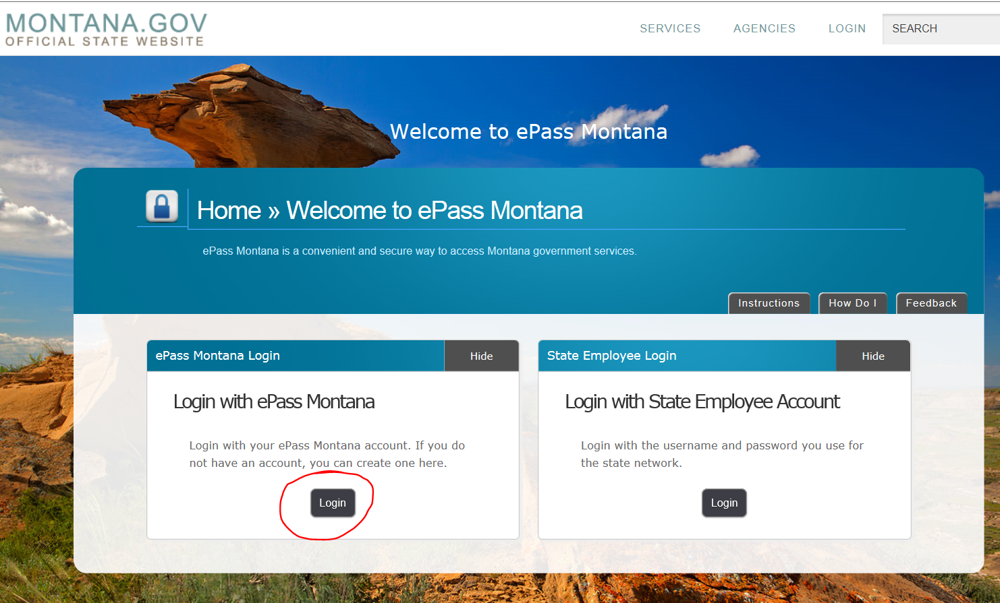 MONTANA.GOV
OFFICIAL STATE WEBSITE
SERVICES AGENCIES LOGIN SEARCH
Welcome to ePass Montana
Home » Welcome to ePass Montana
ePass Montana is a convenient and secure way to access Montana government services.
Instructions How Do I Feedback
ePass Montana Login Hide
Login with ePass Montana
Login with your ePass Montana account. If you do
not have an account, you can create one here.
Login
State Employee Login Hide
Login with State Employee Account
Login with the username and password you use for
the state network.
Login